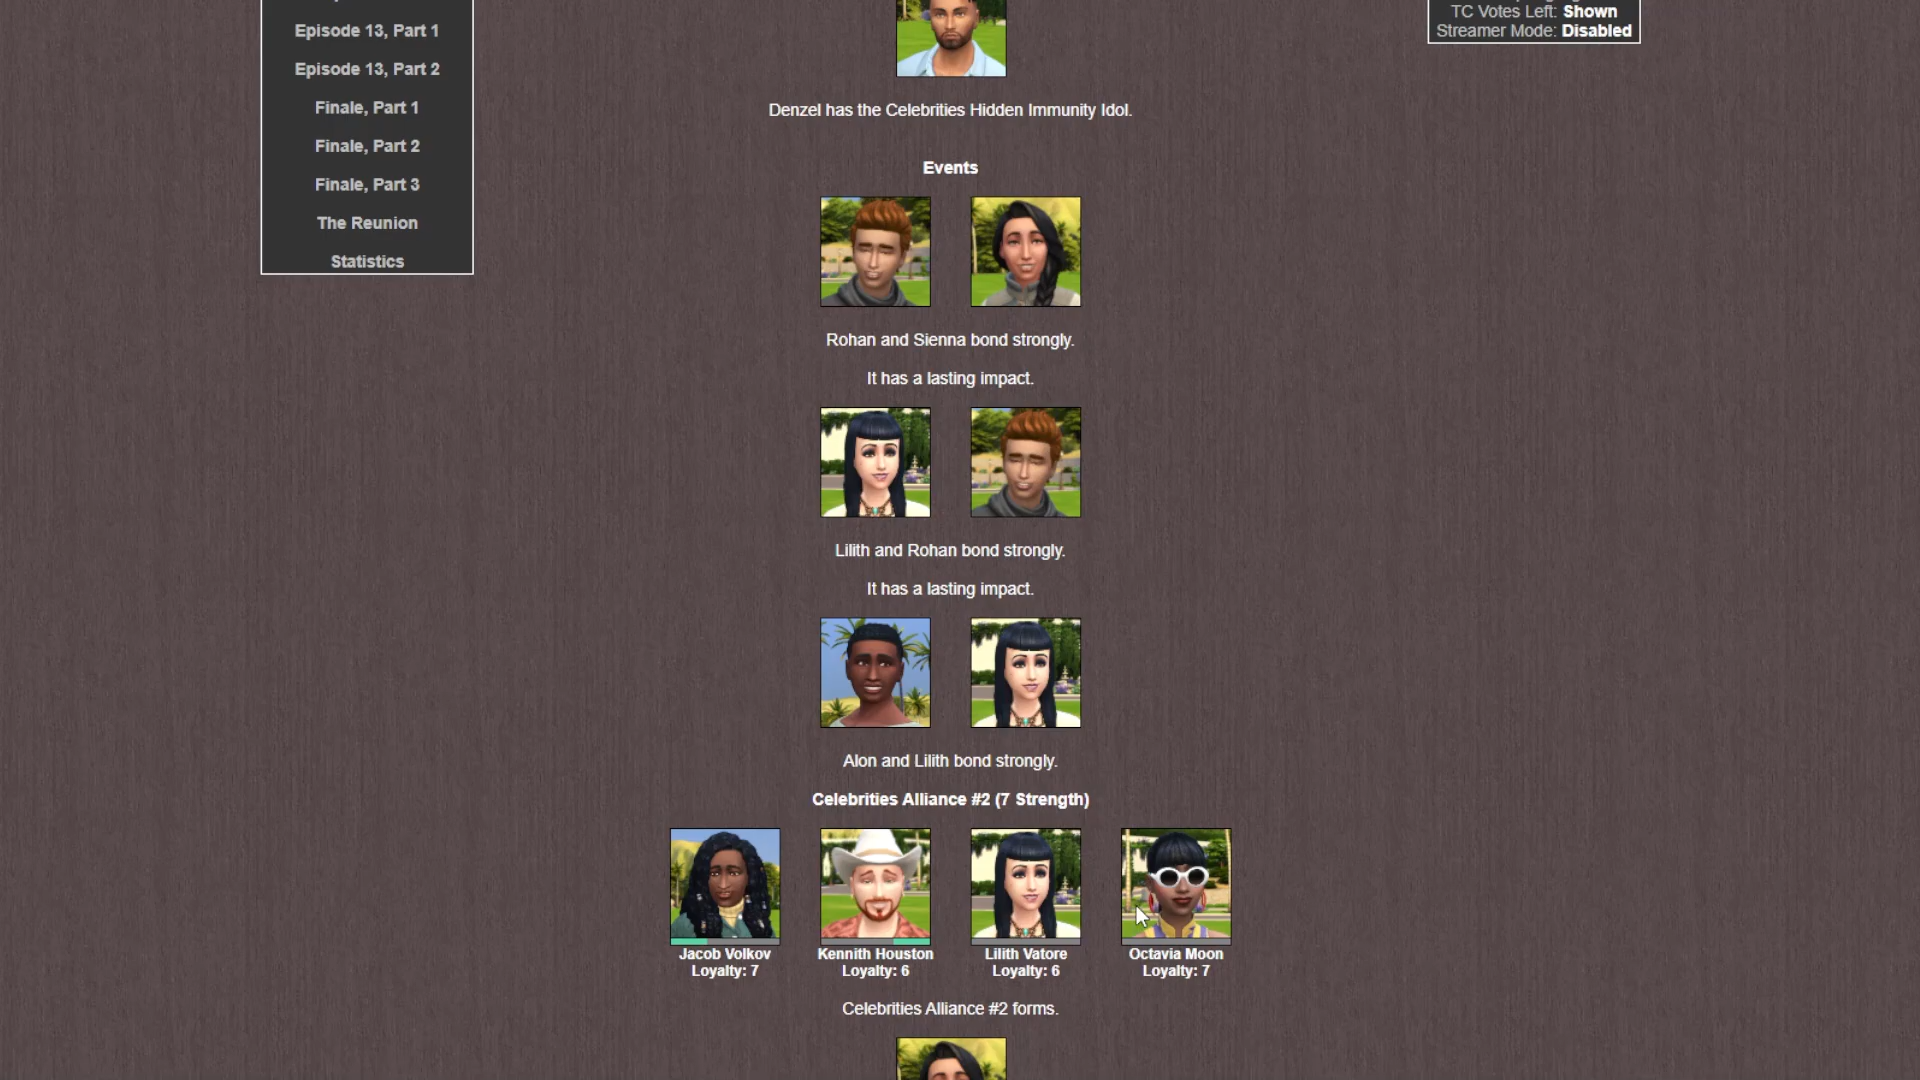 Episode 13, Part 1
Episode 13, Part 2
Finale, Part 1
Finale, Part 2
Finale, Part 3
The Reunion
Statistics
TC Votes Left: Shown
Streamer Mode: Disabled
Denzel has the Celebrities Hidden Immunity Idol.
Events
Rohan and Sienna bond strongly.
It has a lasting impact.
Lilith and Rohan bond strongly.
It has a lasting impact.
Alon and Lilith bond strongly.
Celebrities Alliance #2 (7 Strength)
Jacob Volkov
Loyalty: 7
Kennith Houston
Loyalty: 6
Lilith Vatore
Loyalty: 6
Octavia Moon
Loyalty: 7
Celebrities Alliance #2 forms.